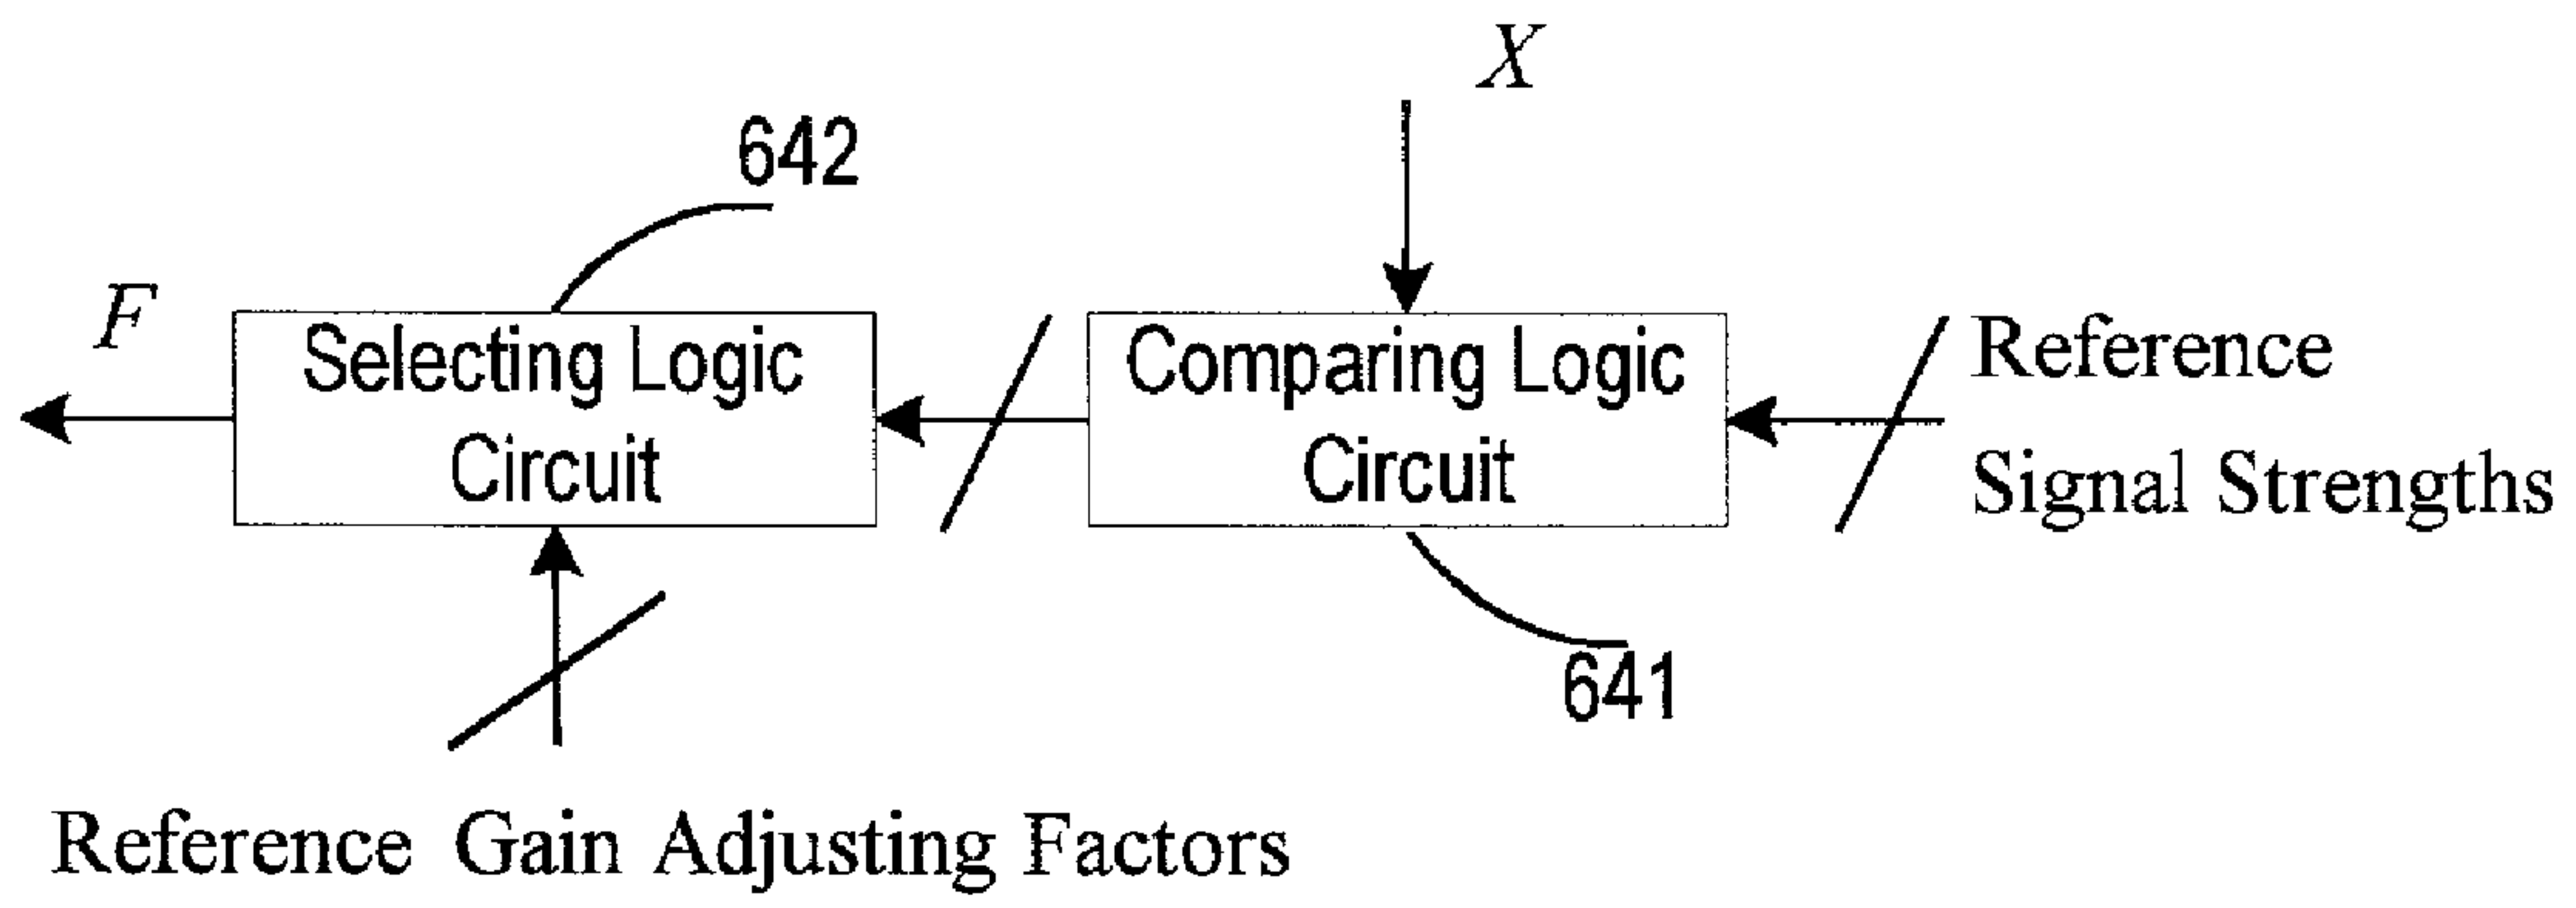 X
642
F
Selecting Logic
Circuit
Comparing Logic
Circuit
Reference
Signal Strengths
641
Reference Gain Adjusting Factors